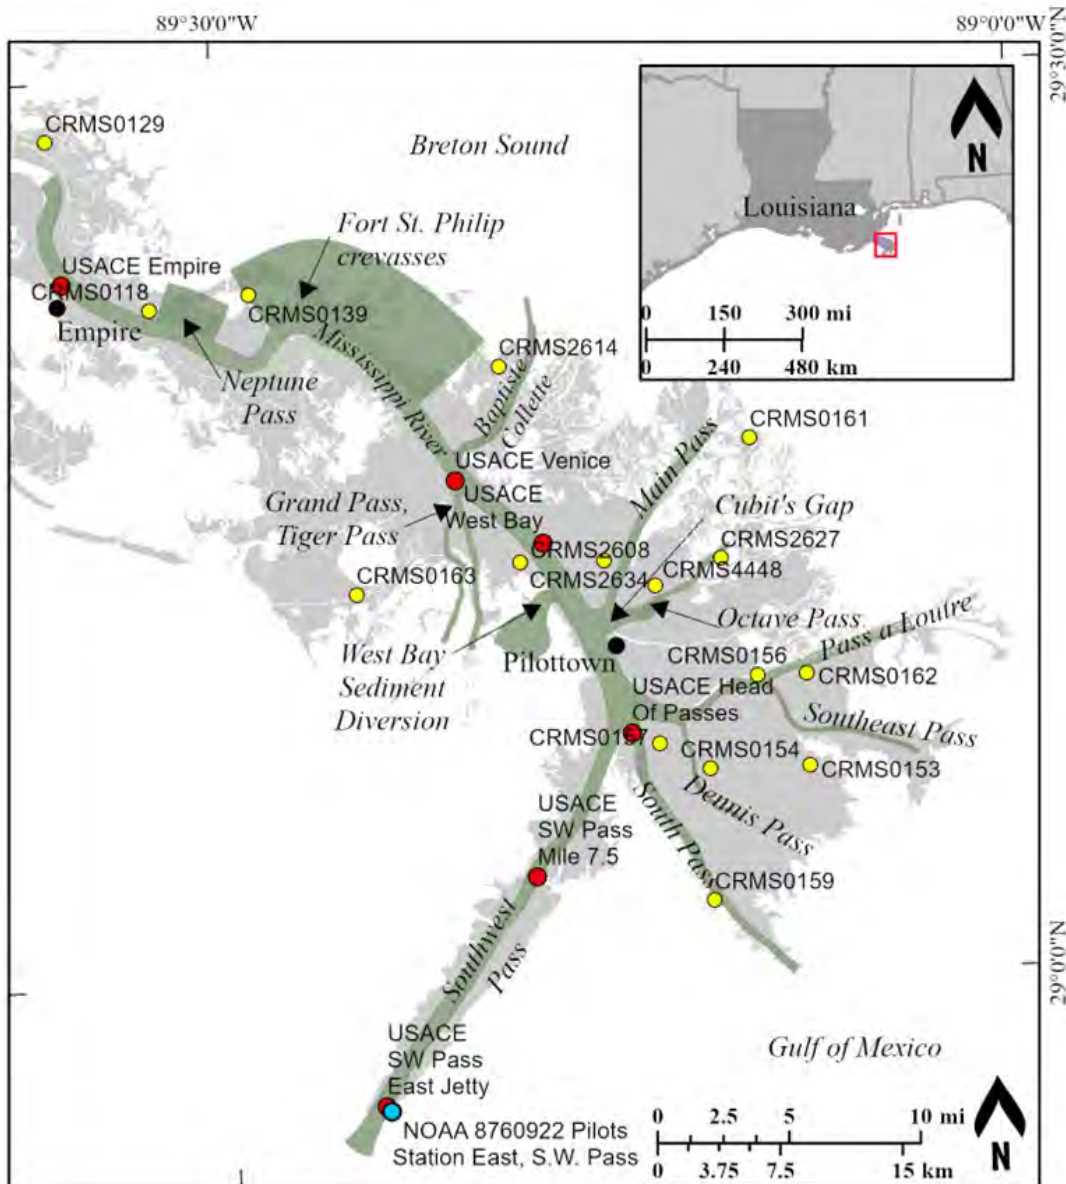 89°30'0"W
89°0'0"W
29°30'0"N
CRMS0129
Breton Sound
N
Louisiana
0 150 300 mi
0 240 480 km
Fort St. Philip
crevasses
USACE Empire
CRMS0118
Empire
CRMS0139
Neptune
Pass
Mississippi River
CRMS2614
Baptiste
Collette
CRMS0161
Main Pass
USACE Venice
Grand Pass,
Tiger Pass
USACE
West Bay
Cubit's Gap
CRMS2608
CRMS2627
CRMS2634
CRMS4448
CRMS0163
Octave Pass
West Bay
Sediment
Diversion
Pilottown
Pass a Loutre
CRMS0156
CRMS0162
USACE Head
Of Passes
Southeast Pass
CRMS0157
CRMS0154
CRMS0153
Dennis Pass
South Pass
USACE
SW Pass
Mile 7.5
CRMS0159
Southwest
Pass
29°0'0"N
USACE
SW Pass
East Jetty
Gulf of Mexico
NOAA 8760922 Pilots
Station East, S.W. Pass
0 2.5 5 10 mi
0 3.75 7.5 15 km
N